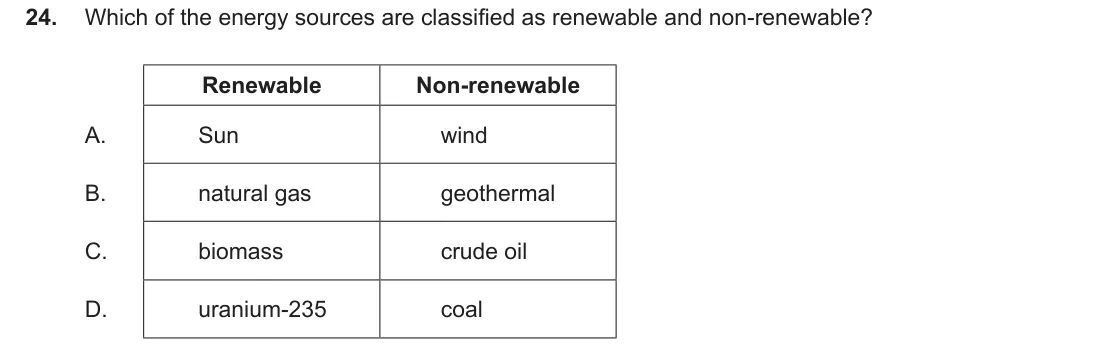 24. Which of the energy sources are classified as renewable and non-renewable?
Renewable Non-renewable
A. Sun wind
B. natural gas geothermal
C. biomass crude oil
D. uranium-235 coal